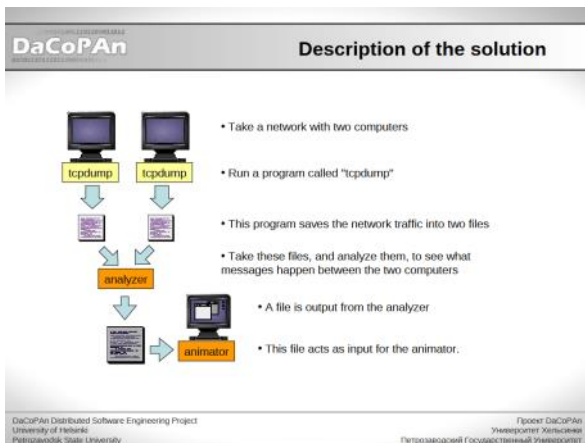 DaCoPAn
Description of the solution
tcpdump
tcpdump
analyzer
animator
• Take a network with two computers
• Run a program called "tcpdump"
• This program saves the network traffic into two files
• Take these files, and analyze them, to see what
messages happen between the two computers
• A file is output from the analyzer
• This file acts as input for the animator.
DaCoPAn Distributed Software Engineering Project
University of Helsinki
Petrozavodsk State University
Проект DaCoPAn
Университет Хельсинки
Петрозаводский Государственный Университет